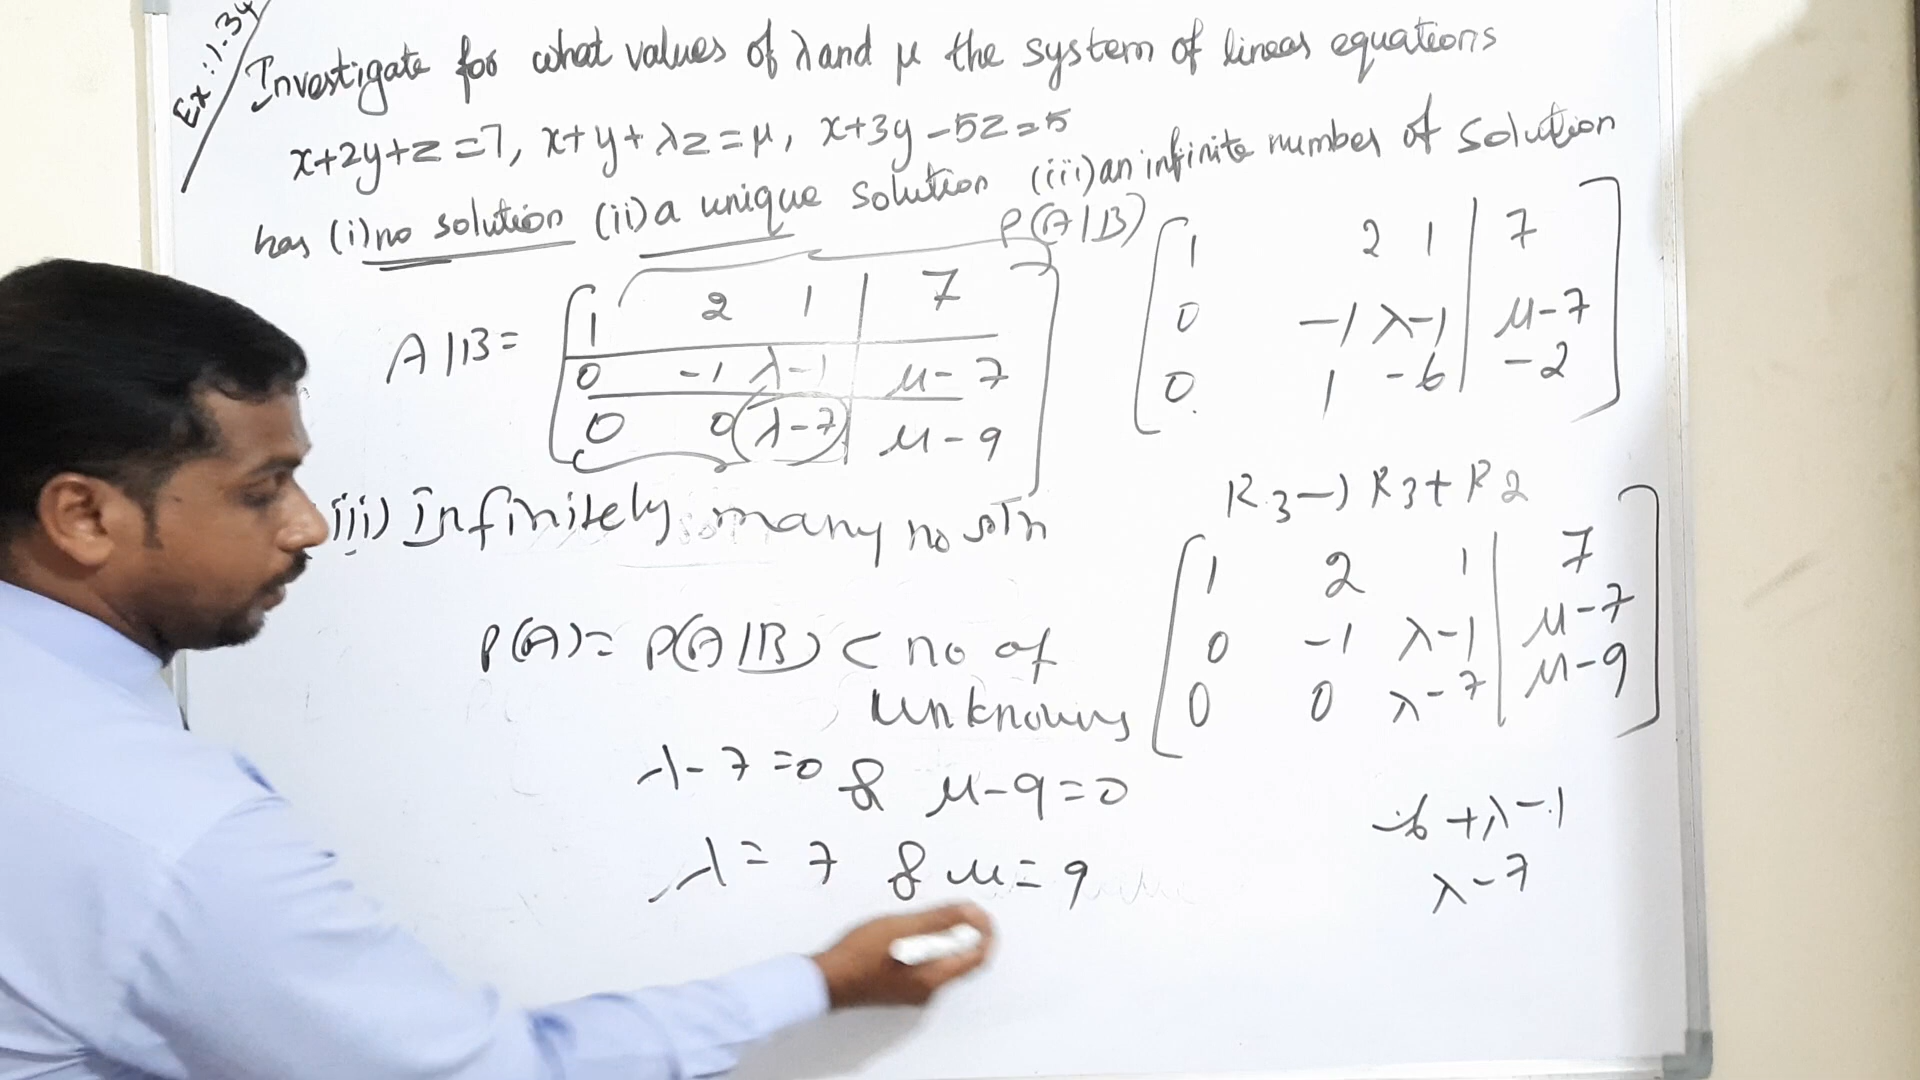 Ex:1.34
Investigate for what values of λ and μ the system of linear equations
x+2y+z=7, x+y+λz=μ, x+3y-5z=5
has (i) no solution (ii) a unique solution (iii) an infinite number of solution
A|B=
1 2 1 | 7
0 -1 λ-1 | μ-7
0 0 λ-7 | μ-9
iii) Infinitely many no soln
ρ(A)= ρ(A|B) < no of
unknowns
λ-7=0 & μ-9=0
λ= 7 & μ= 9
ρ(A|B)
1 2 1 | 7
0 -1 λ-1 | μ-7
0 1 -6 | -2
R3→R3+R2
1 2 1 | 7
0 -1 λ-1 | μ-7
0 0 λ-7 | μ-9
-6+λ-1
λ-7